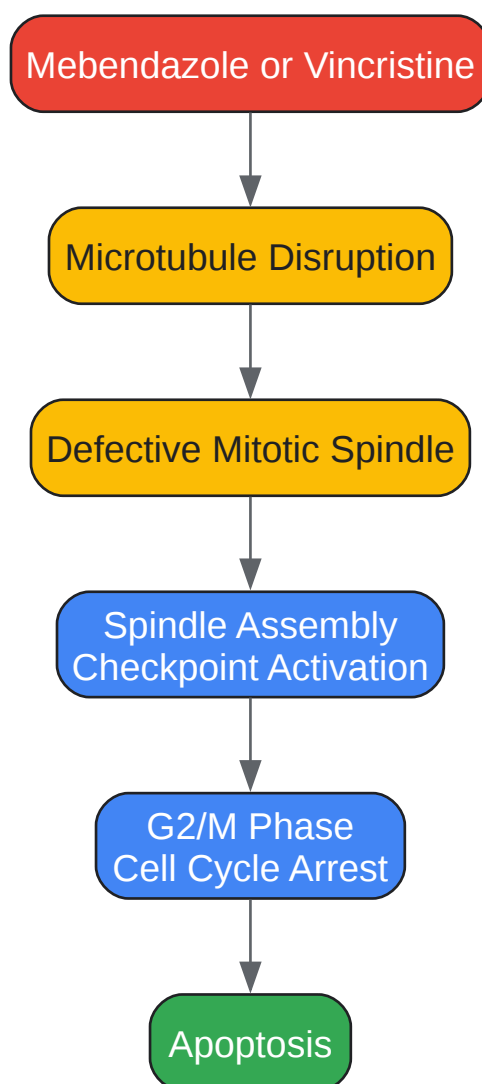 Mebendazole or Vincristine
Microtubule Disruption
Defective Mitotic Spindle
Spindle Assembly
Checkpoint Activation
G2/M Phase
Cell Cycle Arrest
Apoptosis